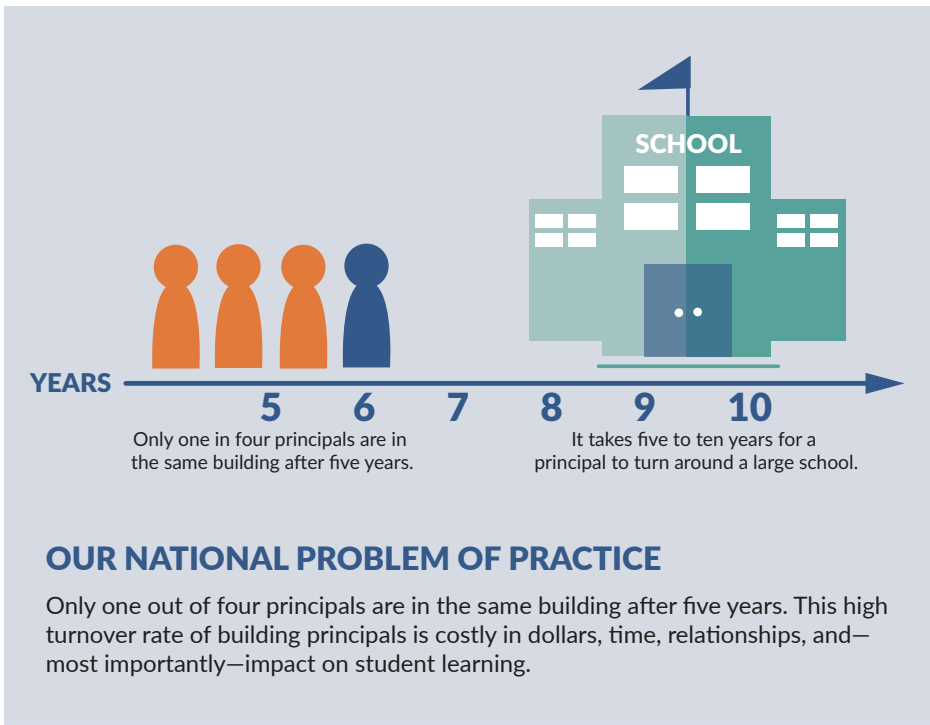 SCHOOL
YEARS
5 6 7 8 9 10
Only one in four principals are in
the same building after five years.
It takes five to ten years for a
principal to turn around a large school.
OUR NATIONAL PROBLEM OF PRACTICE
Only one out of four principals are in the same building after five years. This high
turnover rate of building principals is costly in dollars, time, relationships, and—
most importantly—impact on student learning.